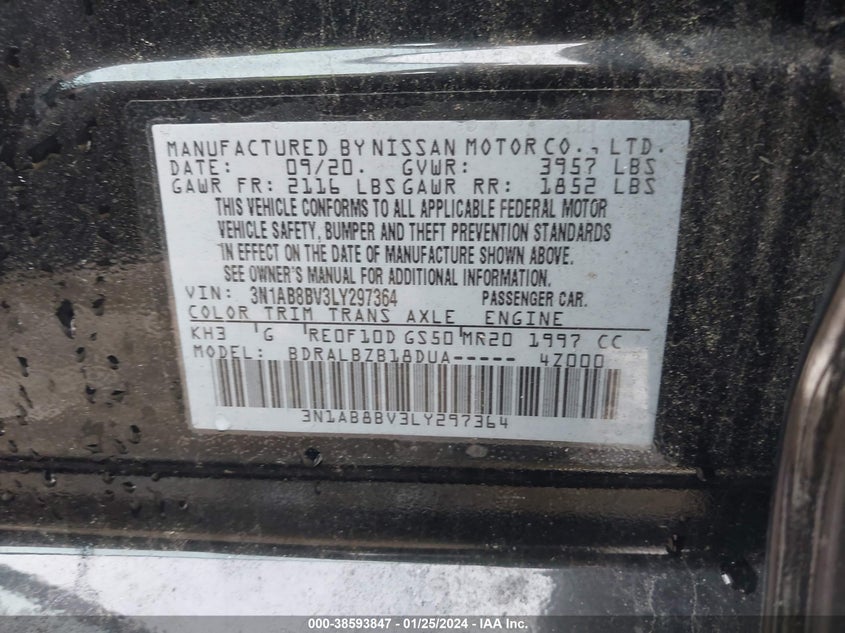 MANUFACTURED BY NISSAN MOTOR CO., LTD.
DATE: 09/20. GVWR: 3957 LBS
GAWR FR: 2116 LBS GAWR RR: 1852 LBS
THIS VEHICLE CONFORMS TO ALL APPLICABLE FEDERAL MOTOR
VEHICLE SAFETY, BUMPER AND THEFT PREVENTION STANDARDS
IN EFFECT ON THE DATE OF MANUFACTURE SHOWN ABOVE.
SEE OWNER'S MANUAL FOR ADDITIONAL INFORMATION.
VIN: 3N1AB8BV3LY297364 PASSENGER CAR.
COLOR TRIM TRANS AXLE ENGINE
KH3 G RE0F10D GS50 MR20 1997 CC
MODEL: BDRALBZB18DUA----- 4Z000
3N1AB8BV3LY297364
000-38593847 - 01/25/2024 - IAA Inc.